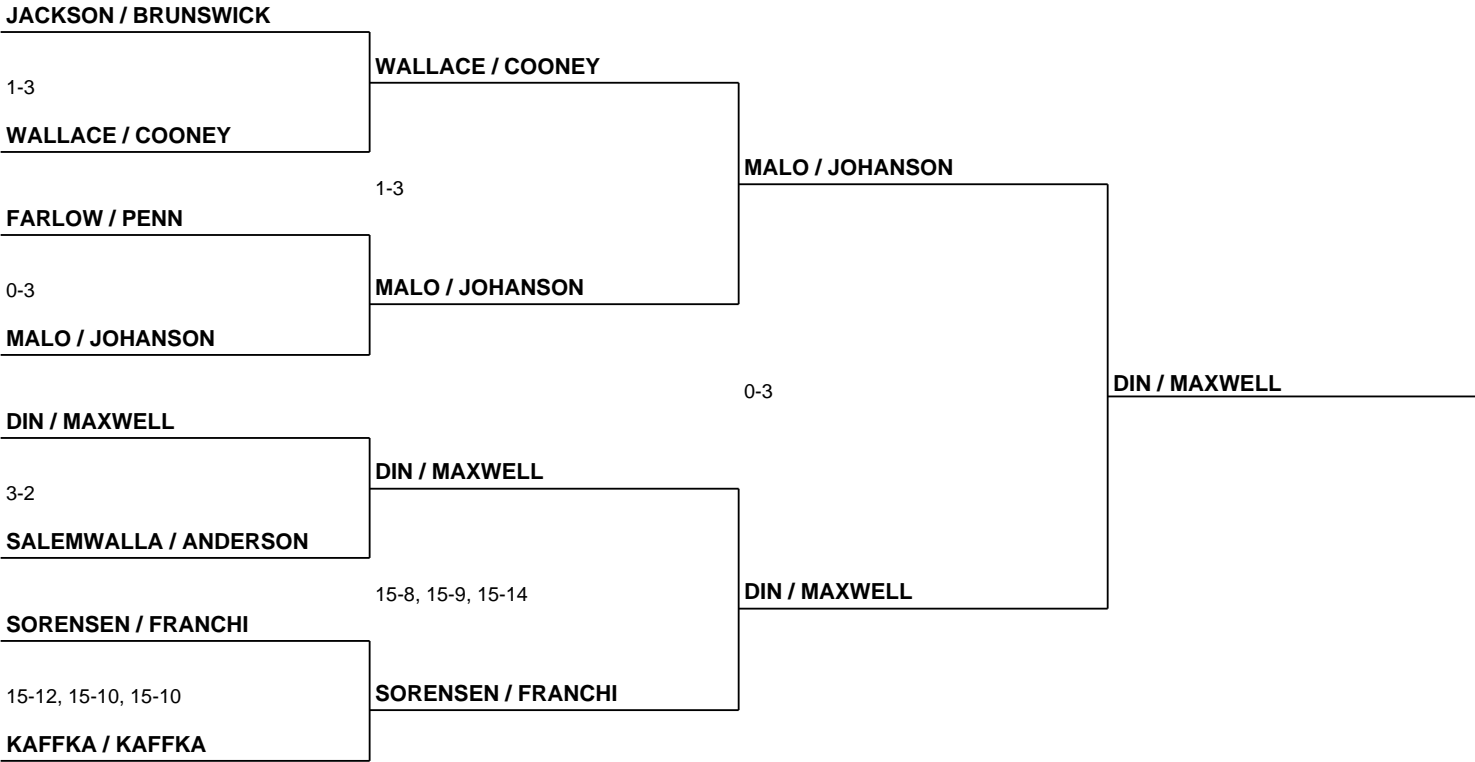 JACKSON / BRUNSWICK
WALLACE / COONEY
1-3
WALLACE / COONEY
MALO / JOHANSON
1-3
FARLOW / PENN
MALO / JOHANSON
0-3
MALO / JOHANSON
DIN / MAXWELL
0-3
DIN / MAXWELL
DIN / MAXWELL
3-2
SALEMWALLA / ANDERSON
DIN / MAXWELL
15-8, 15-9, 15-14
SORENSEN / FRANCHI
SORENSEN / FRANCHI
15-12, 15-10, 15-10
KAFFKA / KAFFKA